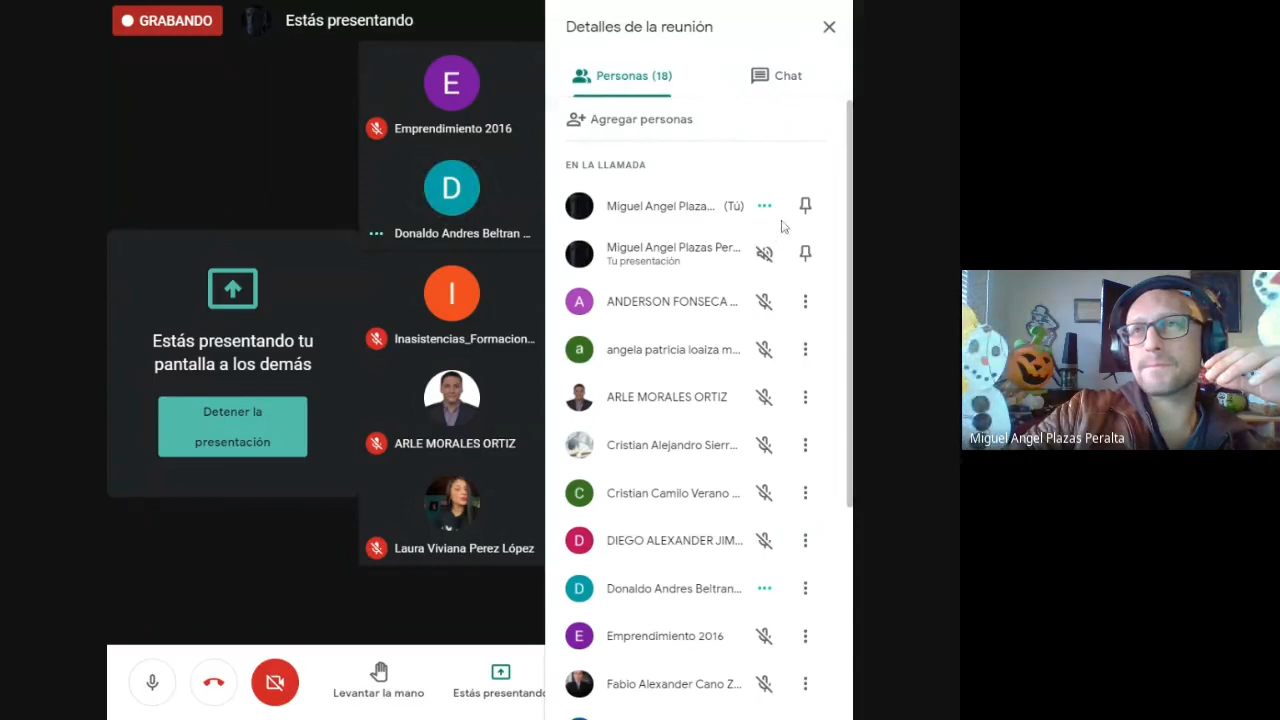 GRABANDO
Estás presentando
E
Emprendimiento 2016
D
Donaldo Andres Beltran ...
I
Inasistencias_Formacion...
ARLE MORALES ORTIZ
Laura Viviana Perez López
Estás presentando tu
pantalla a los demás
Detener la
presentación
Levantar la mano
Estás presentando
Detalles de la reunión
Personas (18)
Chat
Agregar personas
EN LA LLAMADA
Miguel Angel Plaza... (Tú)
Miguel Angel Plazas Per...
Tu presentación
A
ANDERSON FONSECA ...
a
angela patricia loaiza m...
ARLE MORALES ORTIZ
Cristian Alejandro Sierr...
C
Cristian Camilo Verano ...
D
DIEGO ALEXANDER JIM...
D
Donaldo Andres Beltran...
E
Emprendimiento 2016
Fabio Alexander Cano Z...
Miguel Angel Plazas Peralta